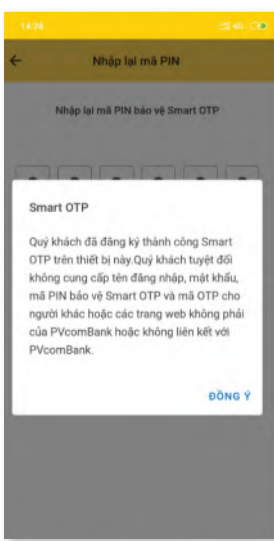 14:28
Nhập lại mã PIN
Nhập lại mã PIN bảo vệ Smart OTP
Smart OTP
Quý khách đã đăng ký thành công Smart
OTP trên thiết bị này.Quý khách tuyệt đối
không cung cấp tên đăng nhập, mật khẩu,
mã PIN bảo vệ Smart OTP và mã OTP cho
người khác hoặc các trang web không phải
của PVcomBank hoặc không liên kết với
PVcomBank.
ĐỒNG Ý